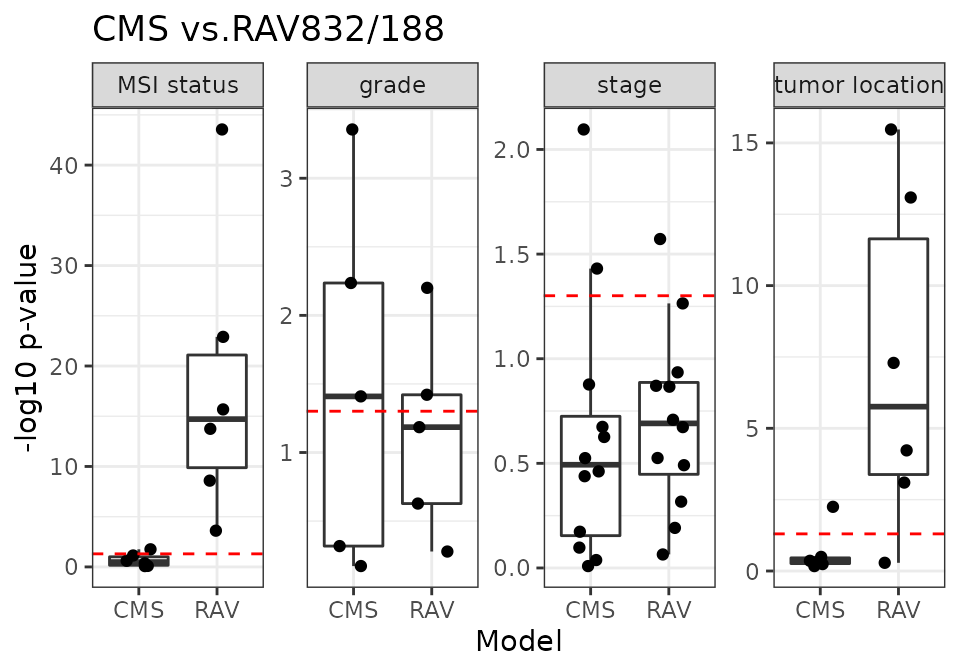 CMS vs.RAV832/188
MSI status
grade
stage
tumor location
-log10 p-value
40
30
20
10
0
3
2
1
2.0
1.5
1.0
0.5
0.0
15
10
5
0
CMS RAV
CMS RAV
CMS RAV
CMS RAV
Model